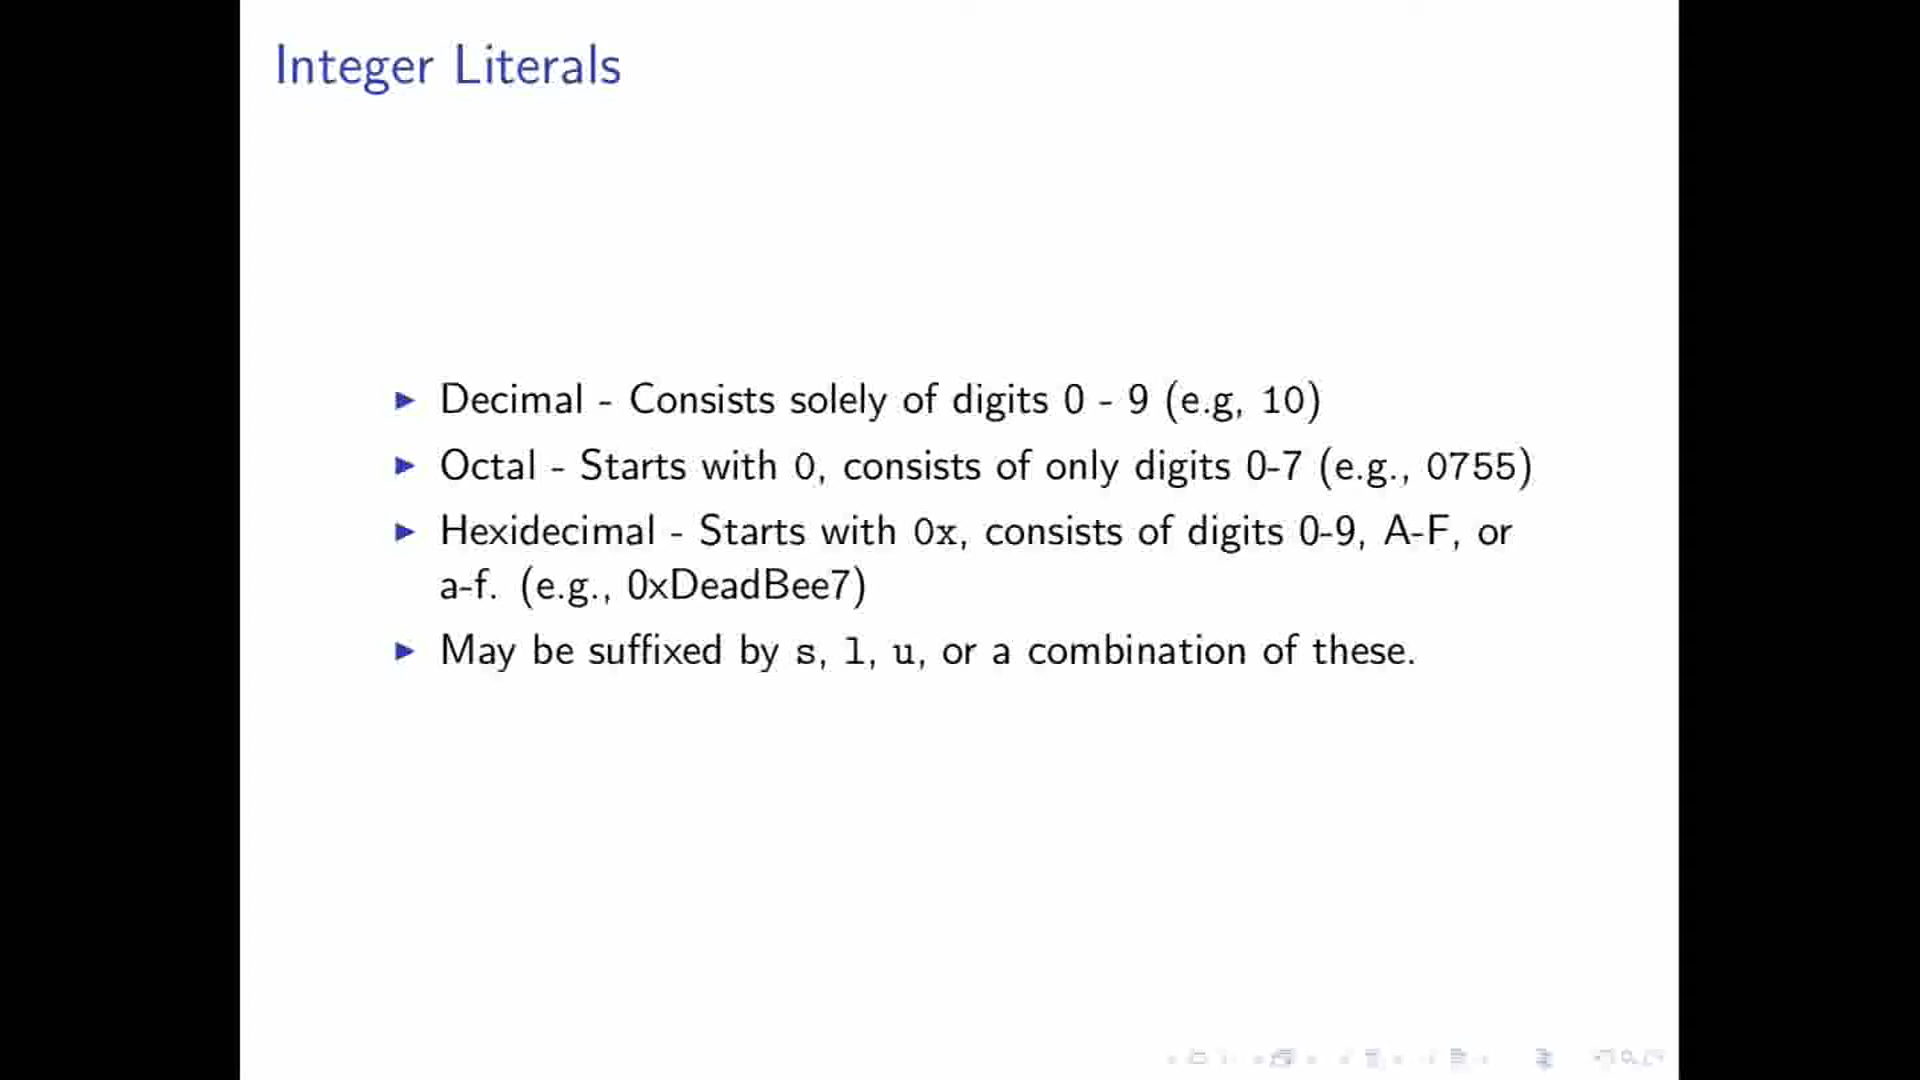 Integer Literals
Decimal - Consists solely of digits 0 - 9 (e.g, 10)
Octal - Starts with 0, consists of only digits 0-7 (e.g., 0755)
Hexidecimal - Starts with 0x, consists of digits 0-9, A-F, or
a-f. (e.g., 0xDeadBee7)
May be suffixed by s, l, u, or a combination of these.